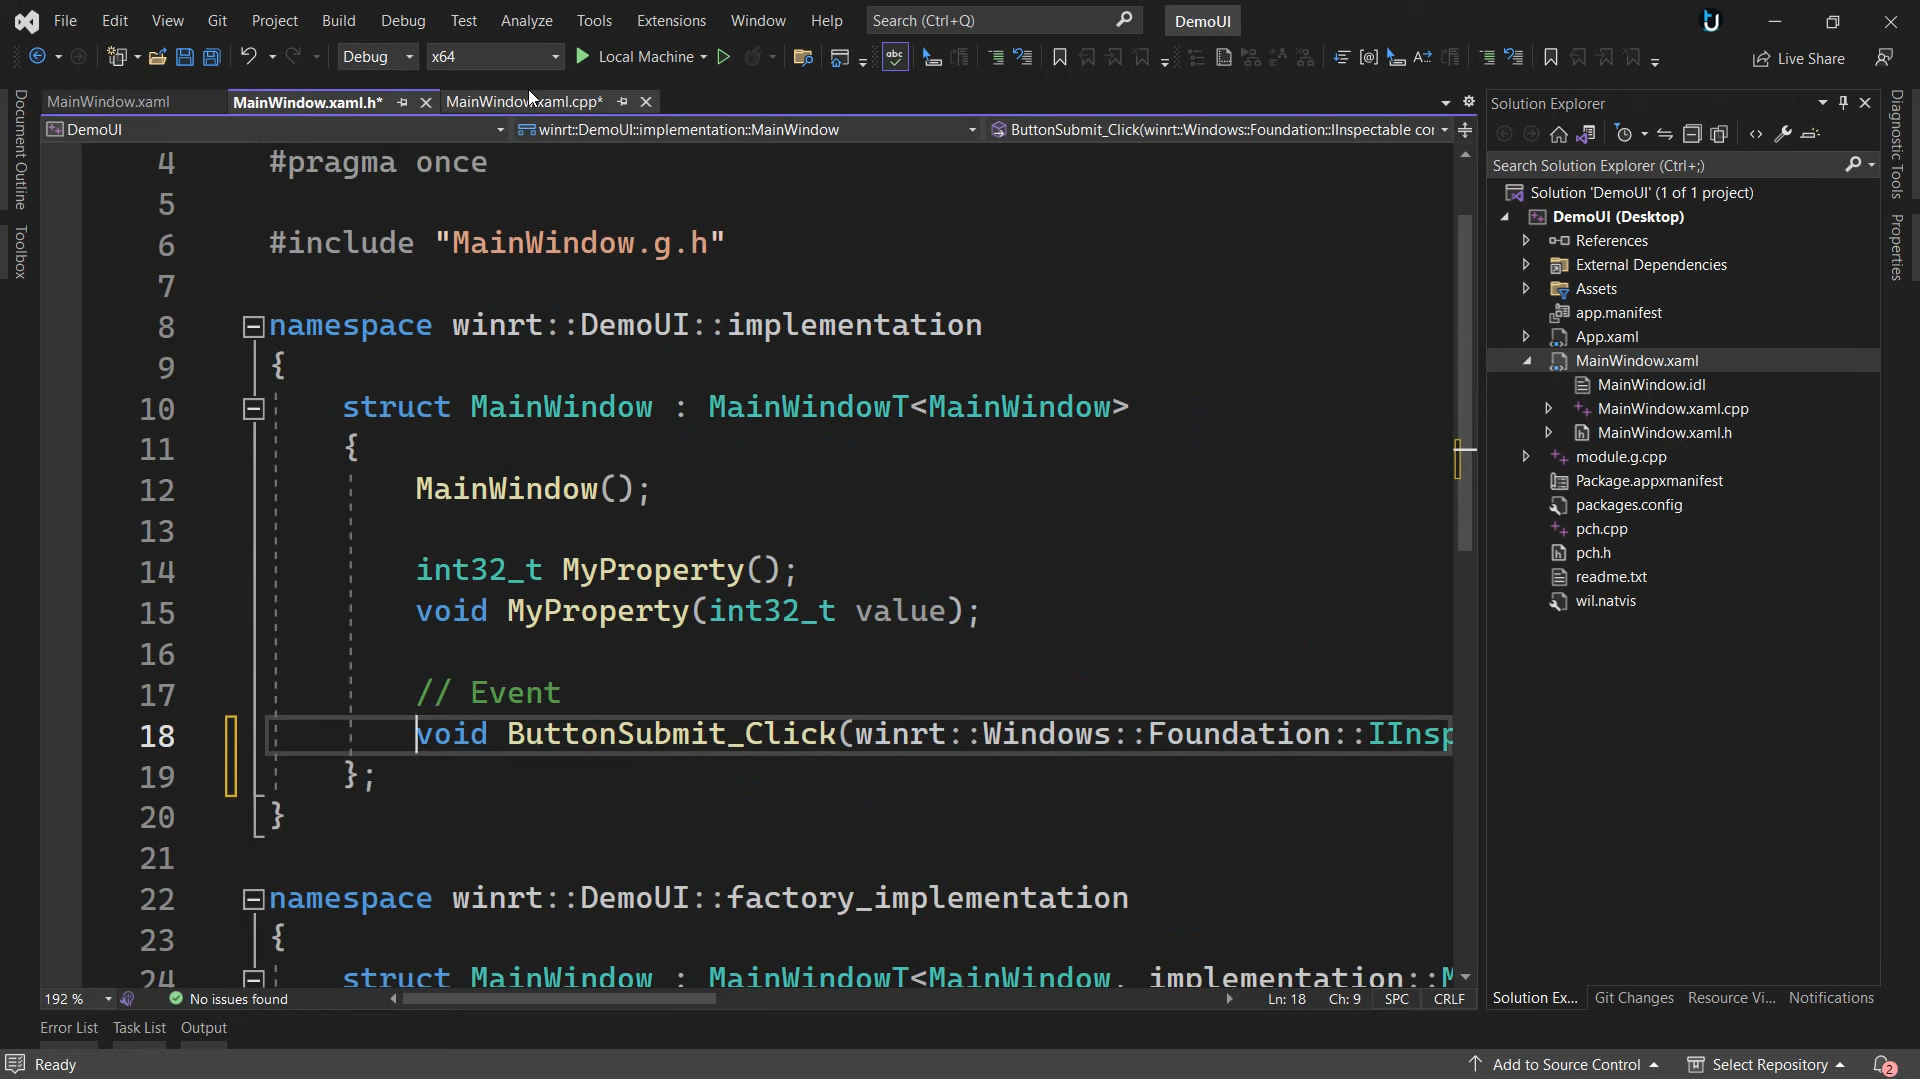 File Edit View Git Project Build Debug Test Analyze Tools Extensions Window Help Search (Ctrl+Q) DemoUI
Debug x64 Local Machine Live Share
MainWindow.xaml MainWindow.xaml.h* MainWindow.xaml.cpp*
DemoUI winrt::DemoUI::implementation::MainWindow ButtonSubmit_Click(winrt::Windows::Foundation::IInspectable cor
4 #pragma once
5
6 #include "MainWindow.g.h"
7
8 namespace winrt::DemoUI::implementation
9 {
10 struct MainWindow : MainWindowT<MainWindow>
11 {
12 MainWindow();
13
14 int32_t MyProperty();
15 void MyProperty(int32_t value);
16
17 // Event
18 void ButtonSubmit_Click(winrt::Windows::Foundation::IInsp
19 };
20 }
21
22 namespace winrt::DemoUI::factory_implementation
23 {
24 struct MainWindow : MainWindowT<MainWindow, implementation::M
192 % No issues found Ln: 18 Ch: 9 SPC CRLF
Error List Task List Output
Ready Add to Source Control Select Repository 2
Document Outline
Toolbox
Solution Explorer
Search Solution Explorer (Ctrl+;)
Solution 'DemoUI' (1 of 1 project)
DemoUI (Desktop)
References
External Dependencies
Assets
app.manifest
App.xaml
MainWindow.xaml
MainWindow.idl
MainWindow.xaml.cpp
MainWindow.xaml.h
module.g.cpp
Package.appxmanifest
packages.config
pch.cpp
pch.h
readme.txt
wil.natvis
Solution Ex... Git Changes Resource Vi... Notifications
Diagnostic Tools
Properties